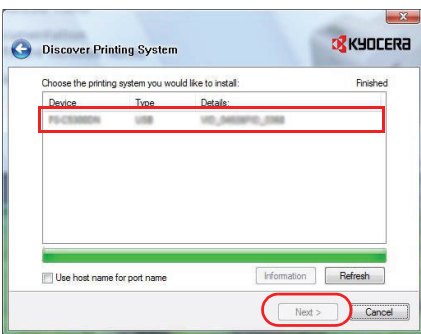 Discover Printing System
KYOCERA
Choose the printing system you would like to install:
Finished
Device Type Details:
USB
Use host name for port name
Information
Refresh
Next >
Cancel